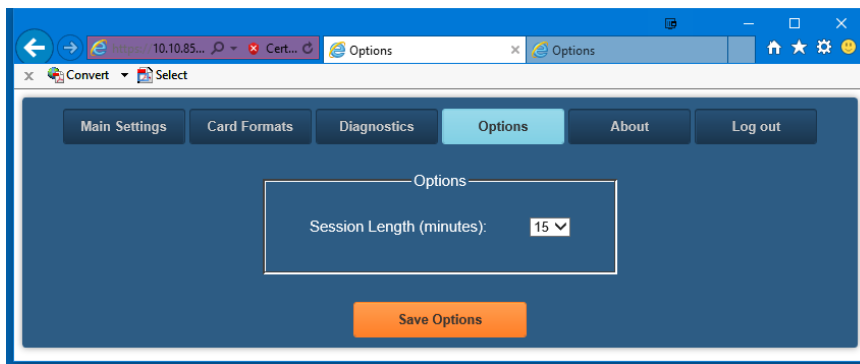 https://10.10.85... Cert... Options Options
Convert Select
Main Settings Card Formats Diagnostics Options About Log out
Options
Session Length (minutes): 15
Save Options